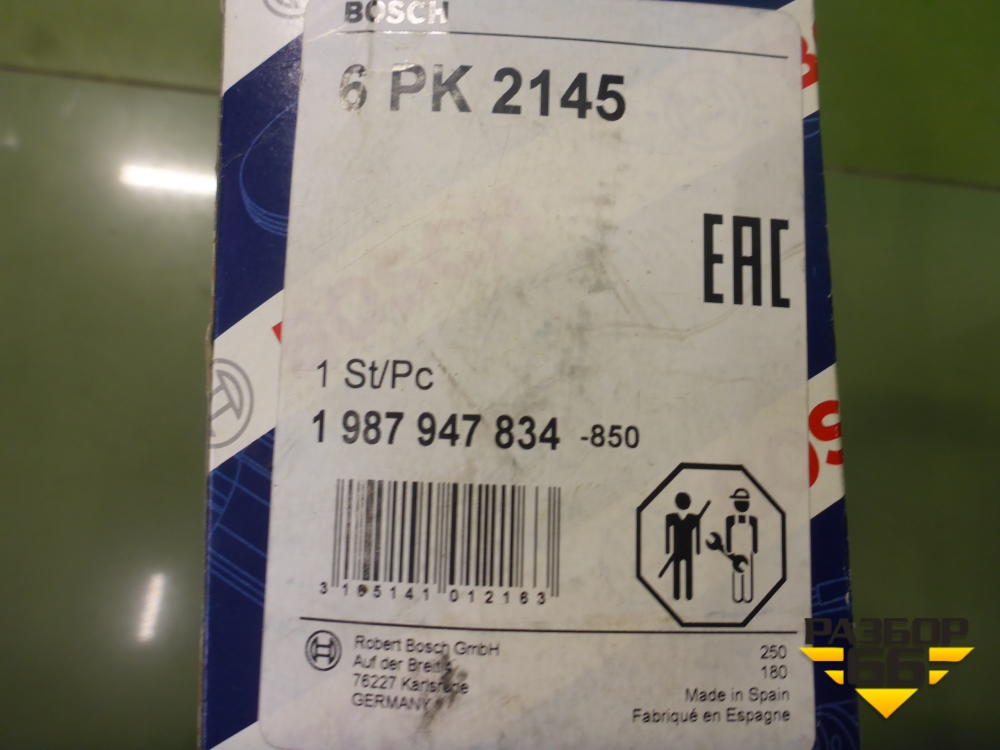 BOSCH
6 PK 2145
EAC
1 St/Pc
1 987 947 834 -850
3 165141 012163
Robert Bosch GmbH
Auf der Breit
76227 Karlsruhe
GERMANY
250
180
Made in Spain
Fabriqué en Espagne
РАЗБОР
66